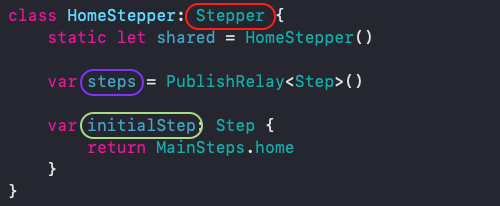 class HomeStepper: Stepper {
static let shared = HomeStepper()
var steps = PublishRelay<Step>()
var initialStep: Step {
return MainSteps.home
}
}